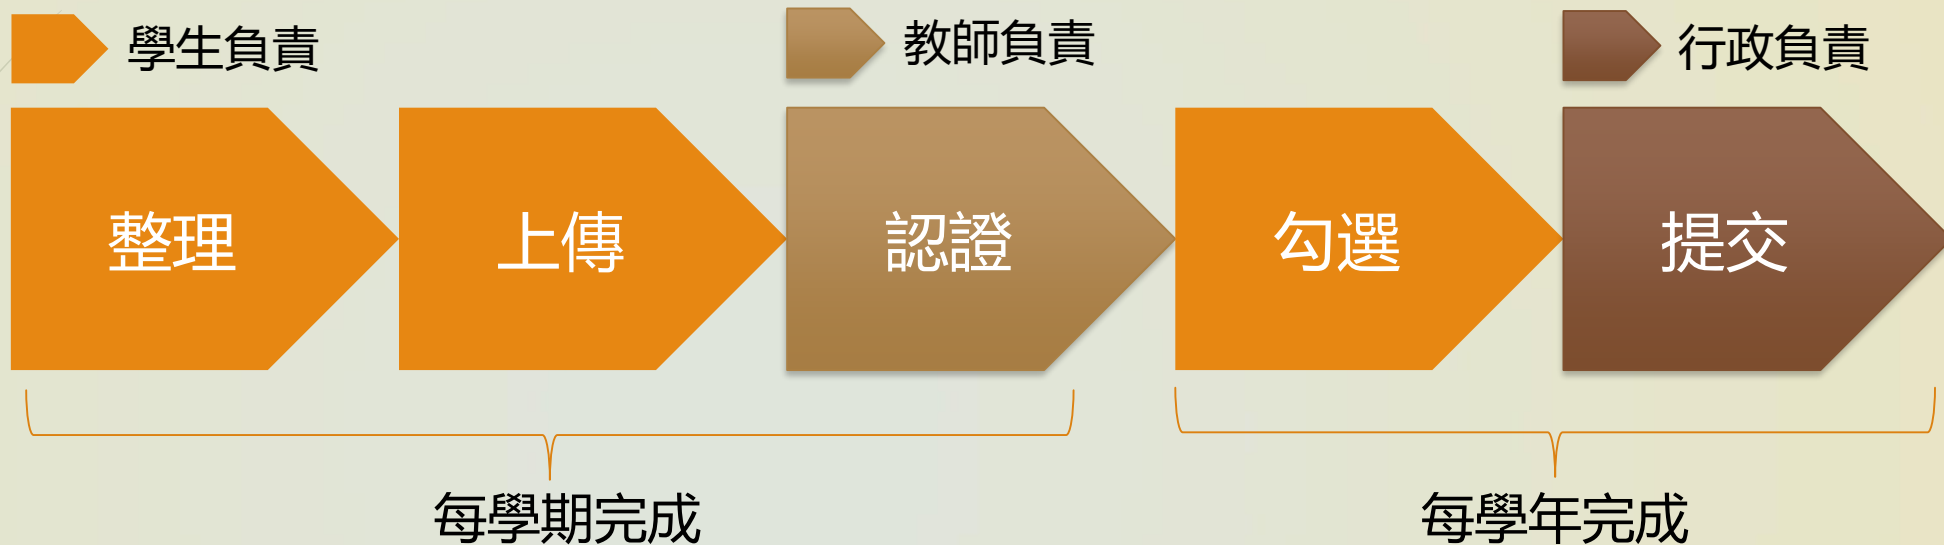 學生負責
教師負責
行政負責
整理
上傳
認證
勾選
提交
每學期完成
每學年完成